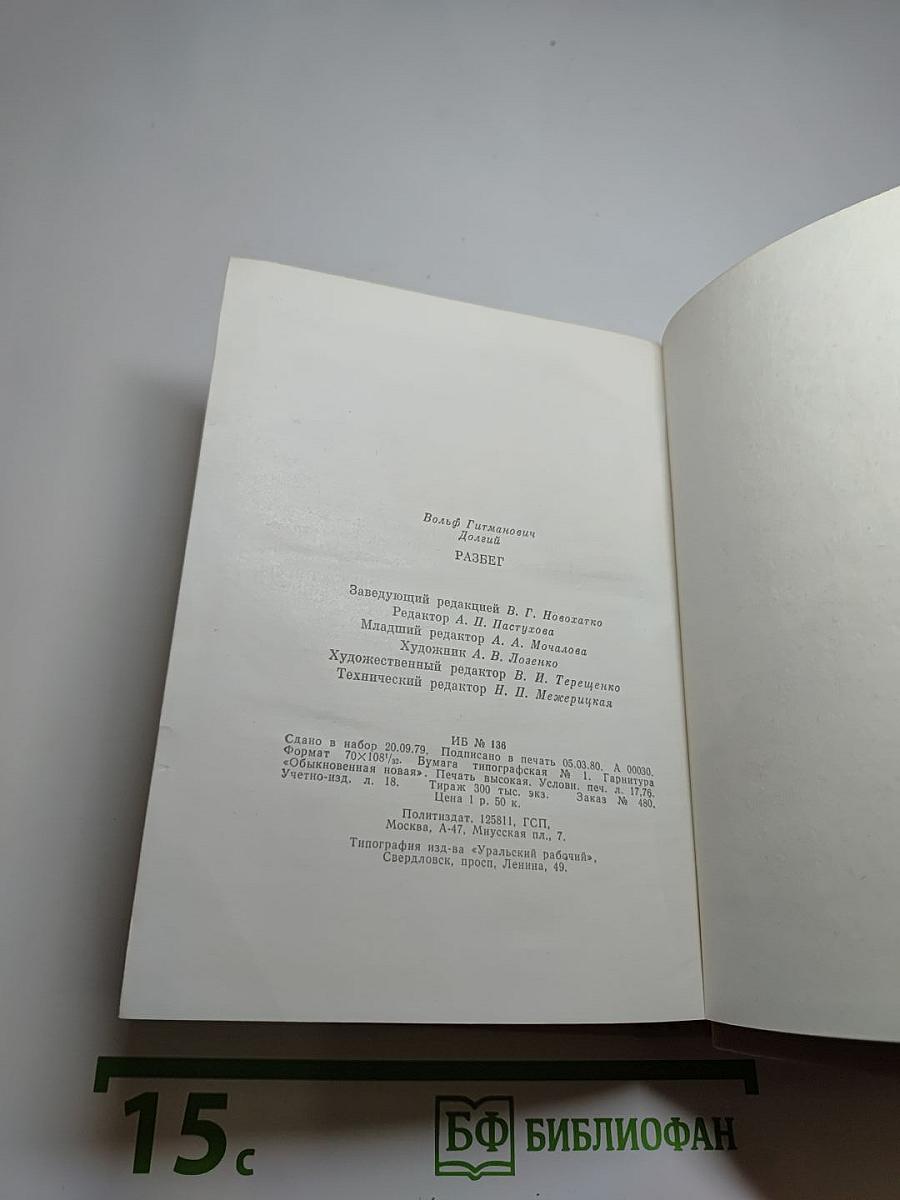 Вольф Гитманович
Долгий
РАЗБЕГ
Заведующий редакцией В. Г. Новохатко
Редактор А. П. Пастухова
Младший редактор А. А. Мочалова
Художник А. В. Лозенко
Художественный редактор В. И. Терещенко
Технический редактор Н. П. Межерицкая
ИБ № 136
Сдано в набор 20.09.79. Подписано в печать 05.03.80. А 00030.
Формат 70×108¹/₃₂. Бумага типографская № 1. Гарнитура
«Обыкновенная новая». Печать высокая. Условн. печ. л. 17,76.
Учетно-изд. л. 18. Тираж 300 тыс. экз. Заказ № 480.
Цена 1 р. 50 к.
Политиздат. 125811, ГСП,
Москва, А-47, Миусская пл., 7.
Типография изд-ва «Уральский рабочий»,
Свердловск, просп, Ленина, 49.
15 с
БФ БИБЛИОФАН